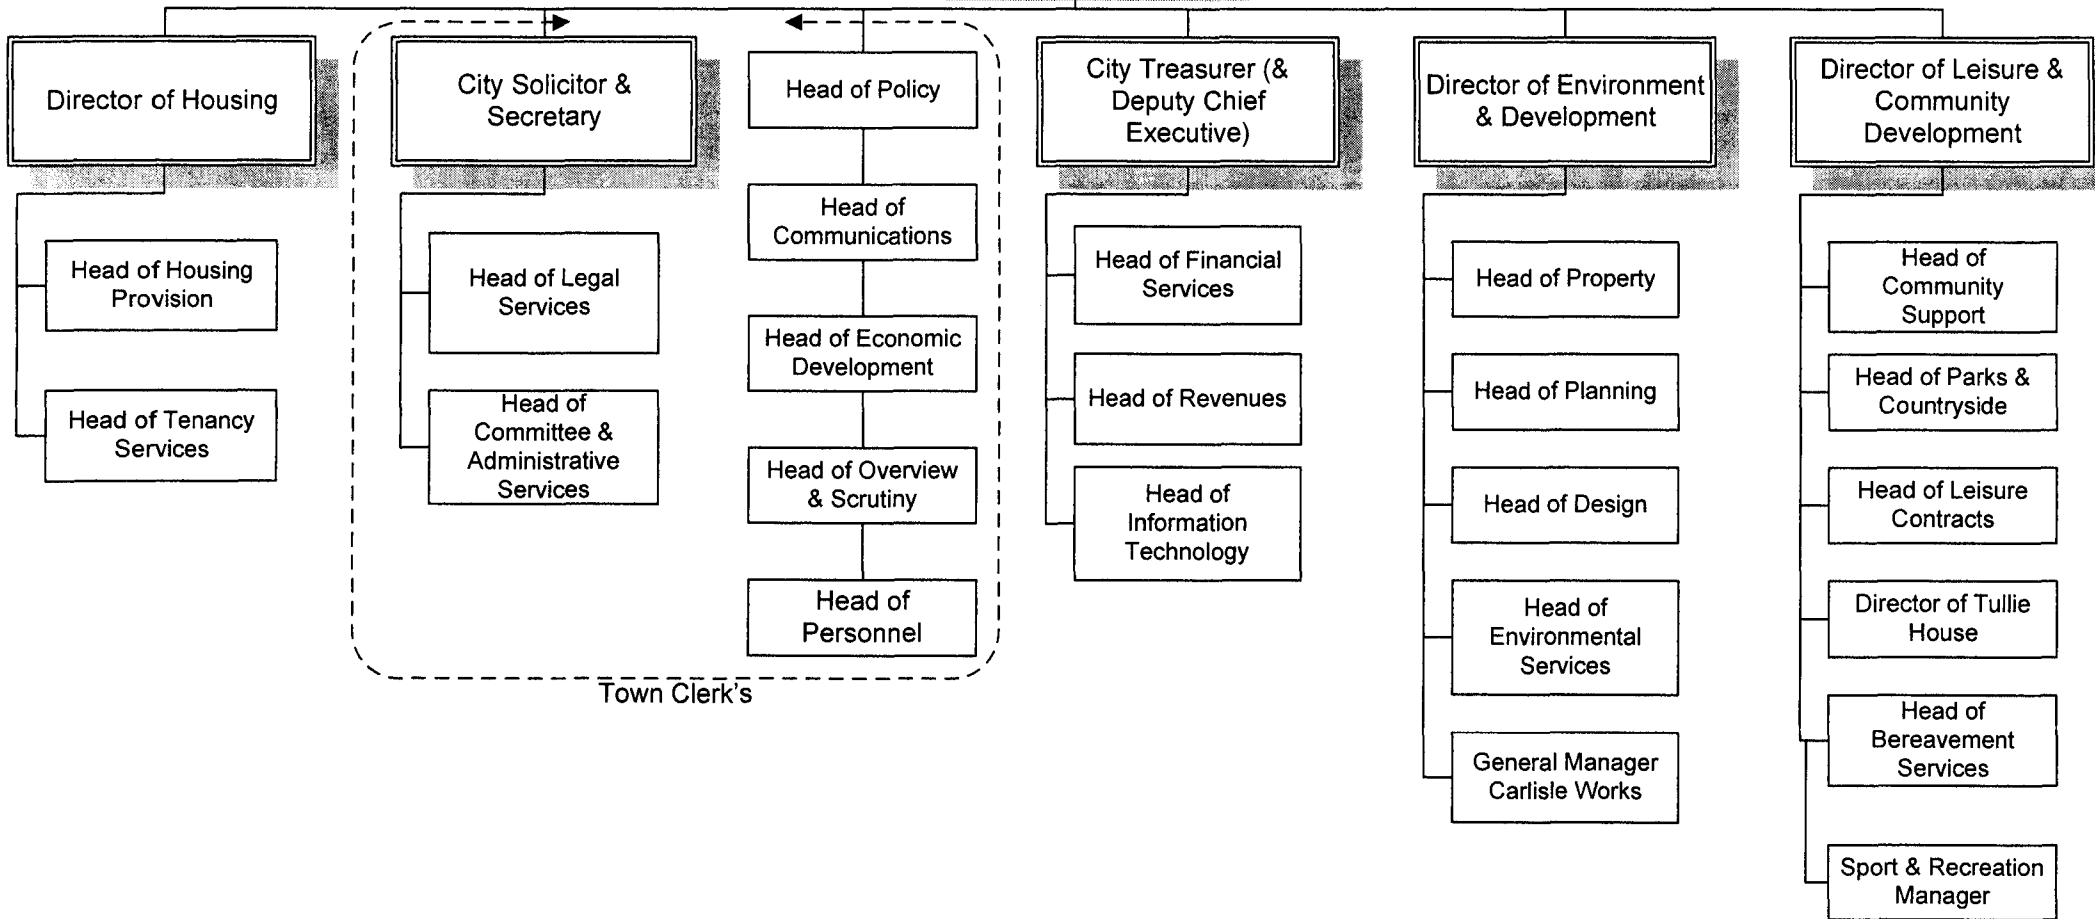 Director of Housing
City Solicitor &
Secretary
Head of Policy
City Treasurer (&
Deputy Chief
Executive)
Director of Environment
& Development
Director of Leisure &
Community
Development
Head of Housing
Provision
Head of Tenancy
Services
Head of Legal
Services
Head of
Committee &
Administrative
Services
Head of
Communications
Head of Economic
Development
Head of Overview
& Scrutiny
Head of
Personnel
Town Clerk's
Head of Financial
Services
Head of Revenues
Head of
Information
Technology
Head of Property
Head of Planning
Head of Design
Head of
Environmental
Services
General Manager
Carlisle Works
Head of
Community
Support
Head of Parks &
Countryside
Head of Leisure
Contracts
Director of Tullie
House
Head of
Bereavement
Services
Sport & Recreation
Manager